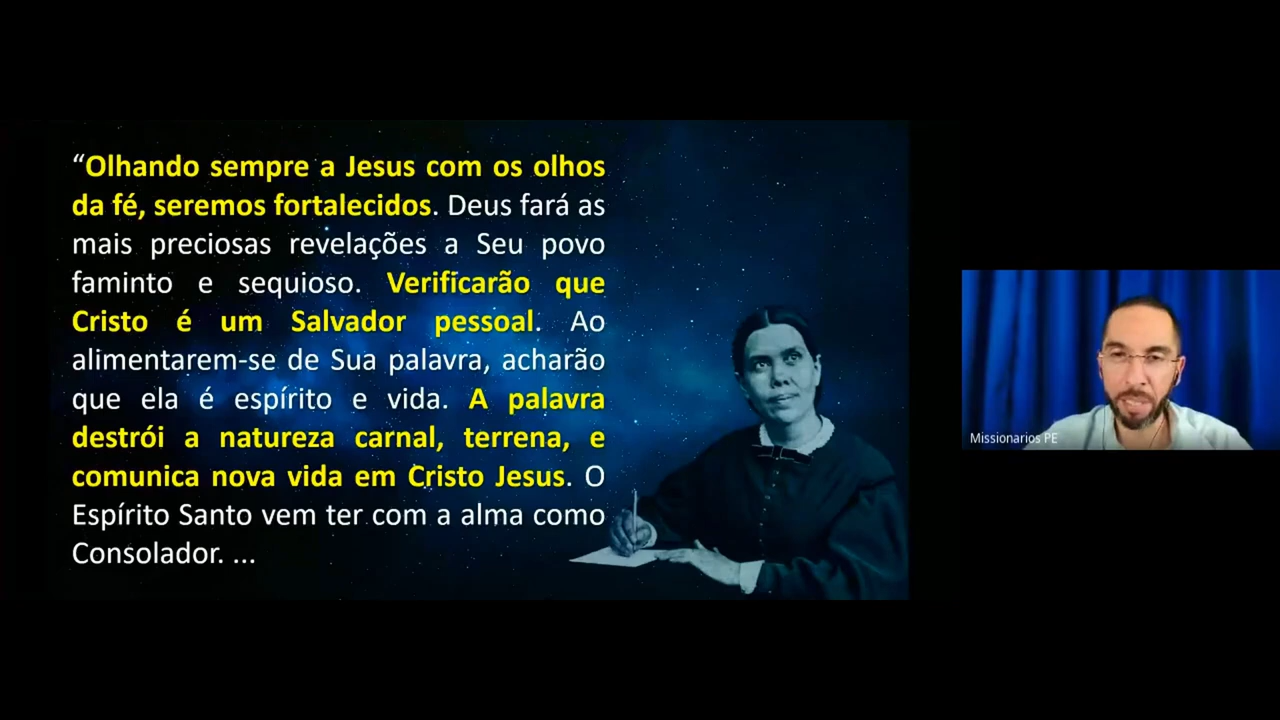 “Olhando sempre a Jesus com os olhos
da fé, seremos fortalecidos. Deus fará as
mais preciosas revelações a Seu povo
faminto e sequioso. Verificarão que
Cristo é um Salvador pessoal. Ao
alimentarem-se de Sua palavra, acharão
que ela é espírito e vida. A palavra
destrói a natureza carnal, terrena, e
comunica nova vida em Cristo Jesus. O
Espírito Santo vem ter com a alma como
Consolador. ...
Missionarios PE